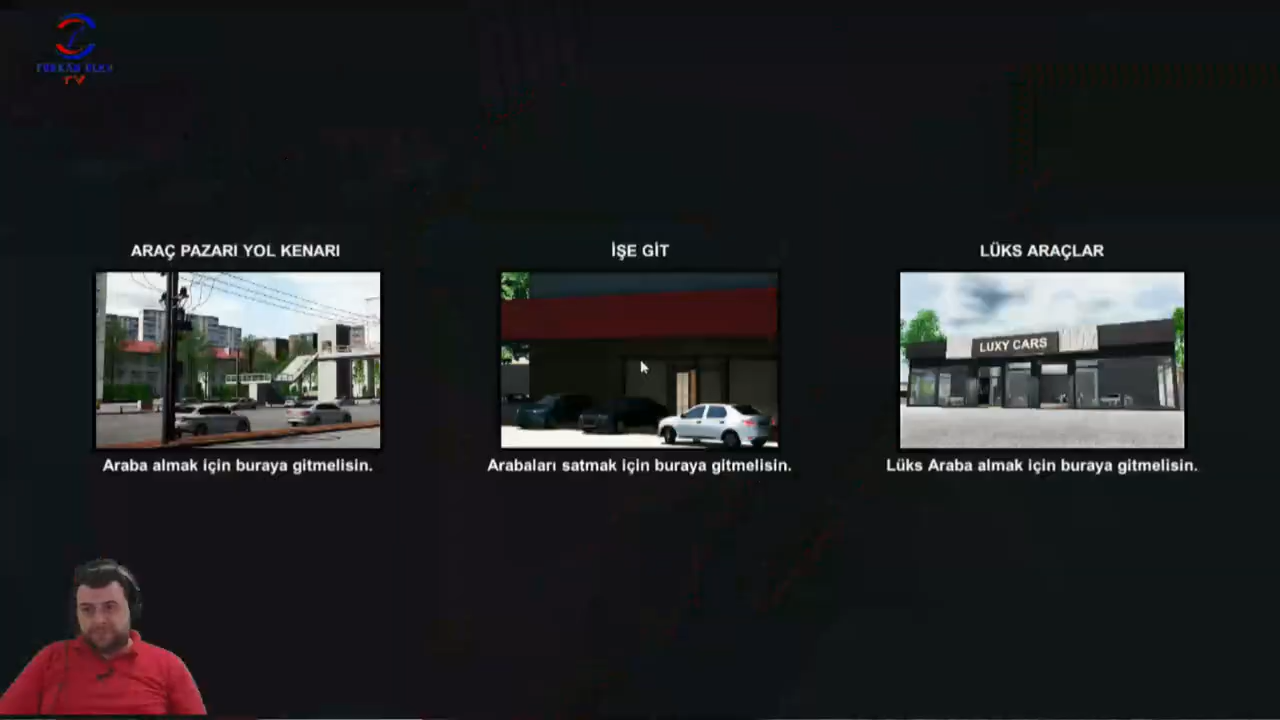 ARAÇ PAZARI YOL KENARI
İŞE GİT
LÜKS ARAÇLAR
LUXY CARS
Araba almak için buraya gitmelisin.
Arabaları satmak için buraya gitmelisin.
Lüks Araba almak için buraya gitmelisin.
TV